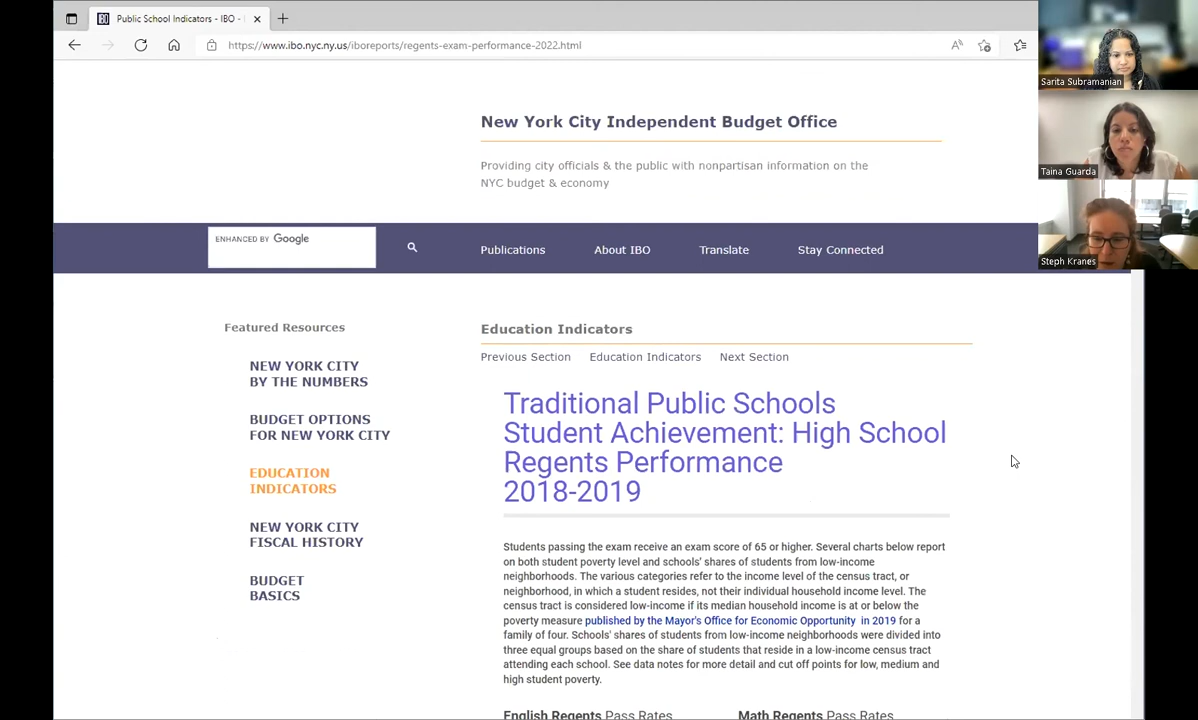 Public School Indicators - IBO -
https://www.ibo.nyc.ny.us/iboreports/regents-exam-performance-2022.html
Sarita Subramanian
Taina Guarda
Steph Kranes
New York City Independent Budget Office
Providing city officials & the public with nonpartisan information on the
NYC budget & economy
ENHANCED BY Google
Publications
About IBO
Translate
Stay Connected
Featured Resources
NEW YORK CITY
BY THE NUMBERS
BUDGET OPTIONS
FOR NEW YORK CITY
EDUCATION
INDICATORS
NEW YORK CITY
FISCAL HISTORY
BUDGET
BASICS
Education Indicators
Previous Section Education Indicators Next Section
Traditional Public Schools
Student Achievement: High School
Regents Performance
2018-2019
Students passing the exam receive an exam score of 65 or higher. Several charts below report
on both student poverty level and schools' shares of students from low-income
neighborhoods. The various categories refer to the income level of the census tract, or
neighborhood, in which a student resides, not their individual household income level. The
census tract is considered low-income if its median household income is at or below the
poverty measure published by the Mayor's Office for Economic Opportunity in 2019 for a
family of four. Schools' shares of students from low-income neighborhoods were divided into
three equal groups based on the share of students that reside in a low-income census tract
attending each school. See data notes for more detail and cut off points for low, medium and
high student poverty.
English Regents Pass Rates
Math Regents Pass Rates